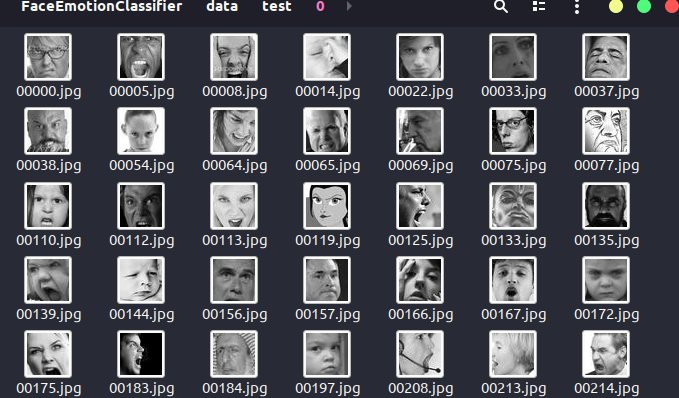 FaceEmotionClassifier data test 0
00000.jpg 00005.jpg 00008.jpg 00014.jpg 00022.jpg 00033.jpg 00037.jpg
00038.jpg 00054.jpg 00064.jpg 00065.jpg 00069.jpg 00075.jpg 00077.jpg
00110.jpg 00112.jpg 00113.jpg 00119.jpg 00125.jpg 00133.jpg 00135.jpg
00139.jpg 00144.jpg 00156.jpg 00157.jpg 00166.jpg 00167.jpg 00172.jpg
00175.jpg 00183.jpg 00184.jpg 00197.jpg 00208.jpg 00213.jpg 00214.jpg